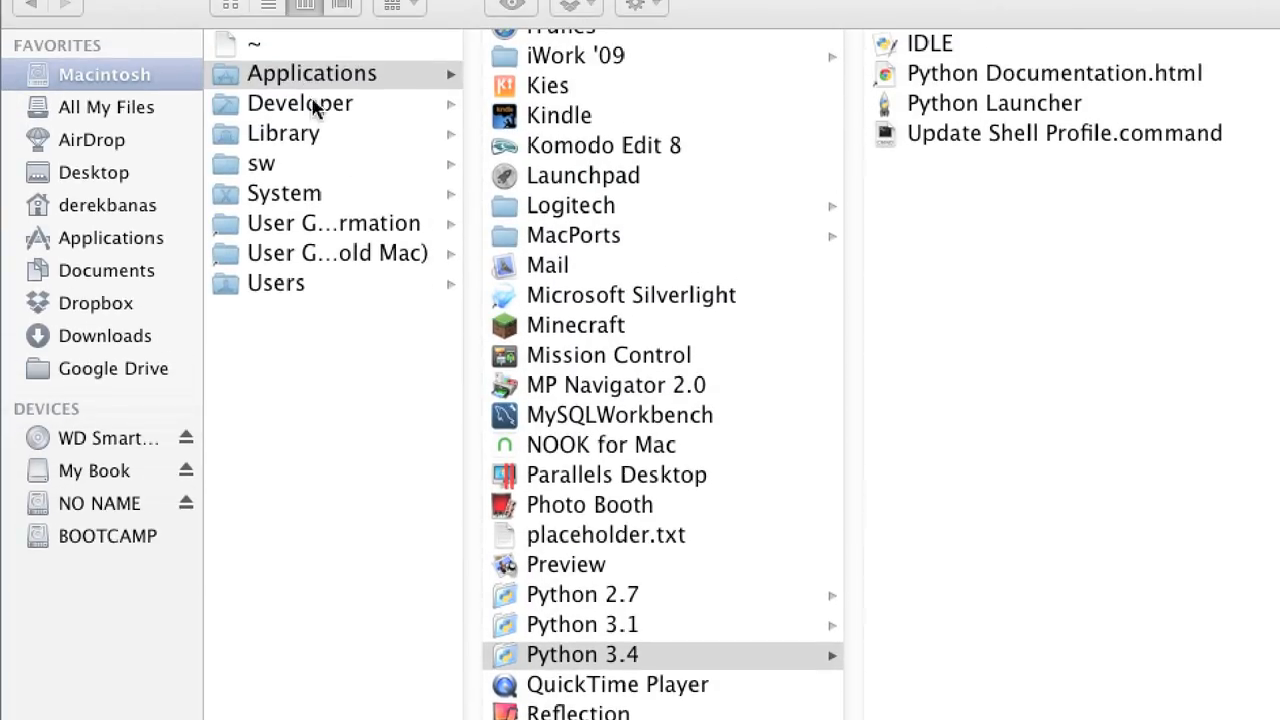 FAVORITES
Macintosh
All My Files
AirDrop
Desktop
derekbanas
Applications
Documents
Dropbox
Downloads
Google Drive
DEVICES
WD Smart...
My Book
NO NAME
BOOTCAMP
~
Applications
Developer
Library
sw
System
User G...rmation
User G...old Mac)
Users
iTunes
iWork '09
Kies
Kindle
Komodo Edit 8
Launchpad
Logitech
MacPorts
Mail
Microsoft Silverlight
Minecraft
Mission Control
MP Navigator 2.0
MySQLWorkbench
NOOK for Mac
Parallels Desktop
Photo Booth
placeholder.txt
Preview
Python 2.7
Python 3.1
Python 3.4
QuickTime Player
Reflection
IDLE
Python Documentation.html
Python Launcher
Update Shell Profile.command